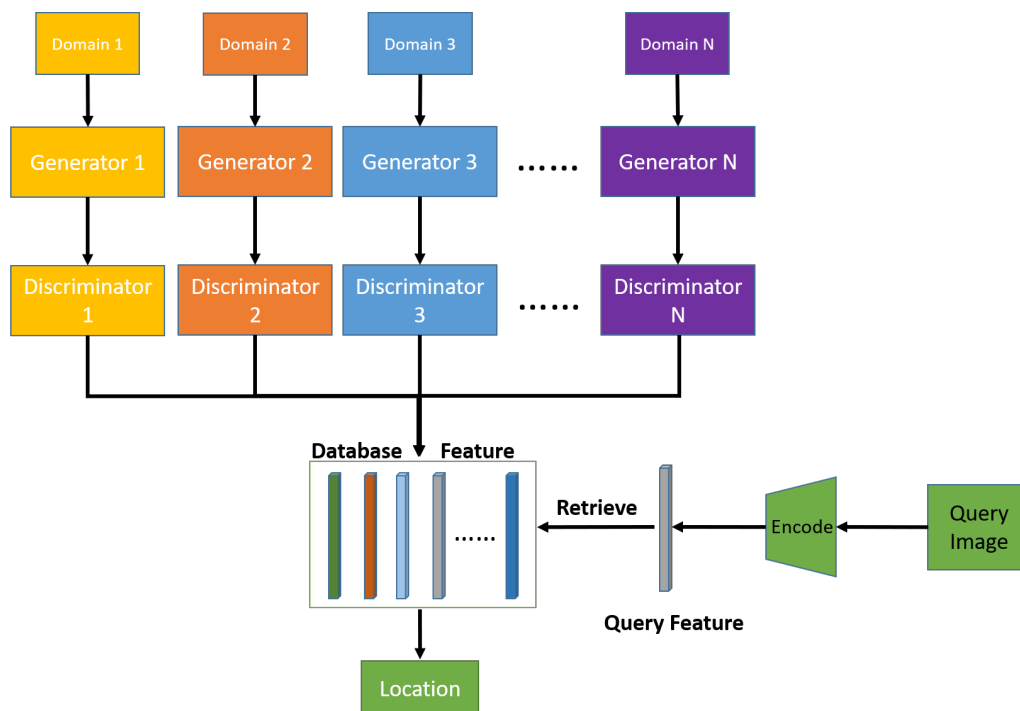 Domain 1
Domain 2
Domain 3
Domain N
Generator 1
Generator 2
Generator 3
......
Generator N
Discriminator
1
Discriminator
2
Discriminator
3
......
Discriminator
N
Database
Feature
......
Retrieve
Encode
Query
Image
Query Feature
Location